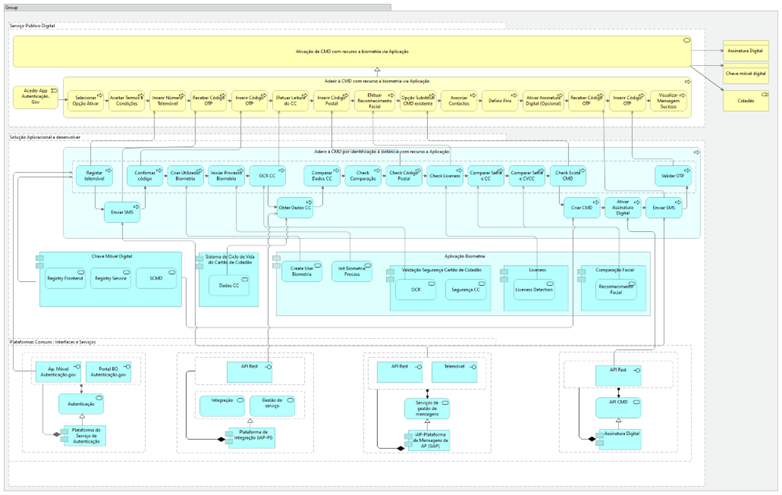 Group
Serviço Público Digital
Ativação de CMD com recurso a biometria via Aplicação
Assinatura Digital
Chave móvel digital
Cidadão
Aceder App
Autenticação.
Gov
Aderir à CMD com recurso a biometria via Aplicação
Selecionar
Opção Ativar
Aceitar Termos
Condições
Inserir Número
Telemóvel
Receber Código
OTP
Inserir Código
OTP
Efetuar Leitura
do CC
Inserir Código
Postal
Efetuar
Reconhecimento
Facial
Opção Substituir
CMD existente
Associar
Contactos
Definir Pins
Ativar Assinatura
Digital (Opcional)
Receber Código
OTP
Inserir Código
OTP
Visualizar
Mensagem
Sucesso
Solução Aplicacional a desenvolver
Aderir à CMD por identificação à distância com recurso a Aplicação
Registar
telemóvel
Confirmar
código
Criar Utilizador
Biometria
Iniciar Processo
Biometria
OCR CC
Comparar
Dados CC
Check
Comparação
Check Código
Postal
Check Liveness
Comparar Selfie
CC
Comparar Selfie
CVCC
Check Existe
CMD
Validar OTP
Enviar SMS
Obter Dados CC
Criar CMD
Ativar
Assinatura
Digital
Enviar SMS
Chave Móvel Digital
Registry Frontend
Registry Service
SCMD
Sistema de Ciclo de Vida
do Cartão de Cidadão
Dados CC
Aplicação Biometria
Create User
Biometria
Init Biometria
Process
Validação Segurança Cartão de Cidadão
OCR
Segurança CC
Liveness
Liveness Detection
Comparação Facial
Reconhecimento
Facial
Plataformas Comuns : Interfaces e Serviços
Ap. Móvel
Autenticação.gov
Portal BO
Autenticação.gov
Autenticação
Plataforma do
Serviço de
Autenticação
API Rest
Integração
Gestão do
serviço
Plataforma de
Integração (iAP-PI)
API Rest
Telemóvel
Serviços de
gestão de
mensagens
iAP-Plataforma
de Mensagens da
AP (GAP)
API Rest
API CMD
Assinatura Digital